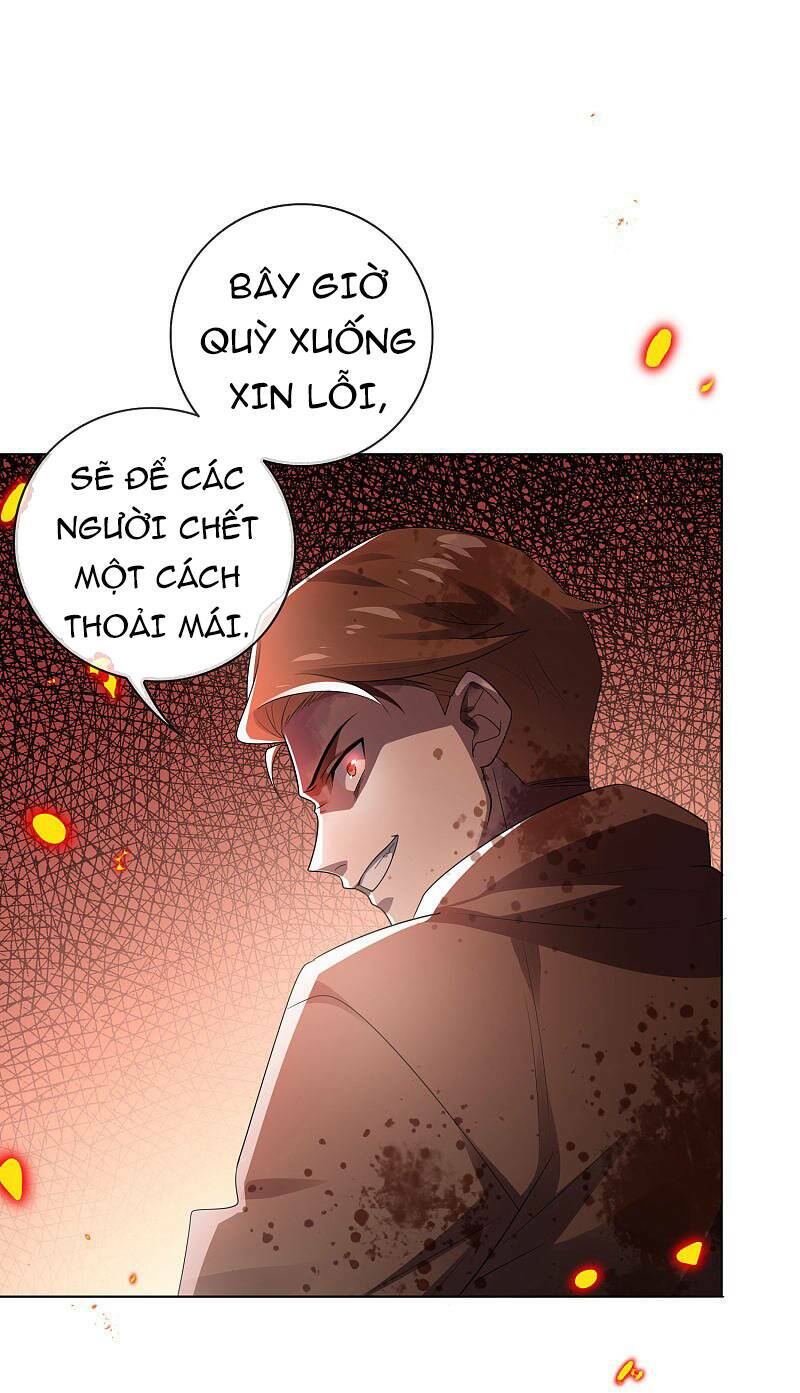 BÂY GIỜ
QUỲ XUỐNG
XIN LỖI,
SẼ ĐỂ CÁC
NGƯỜI CHẾT
MỘT CÁCH
THOẢI MÁI.